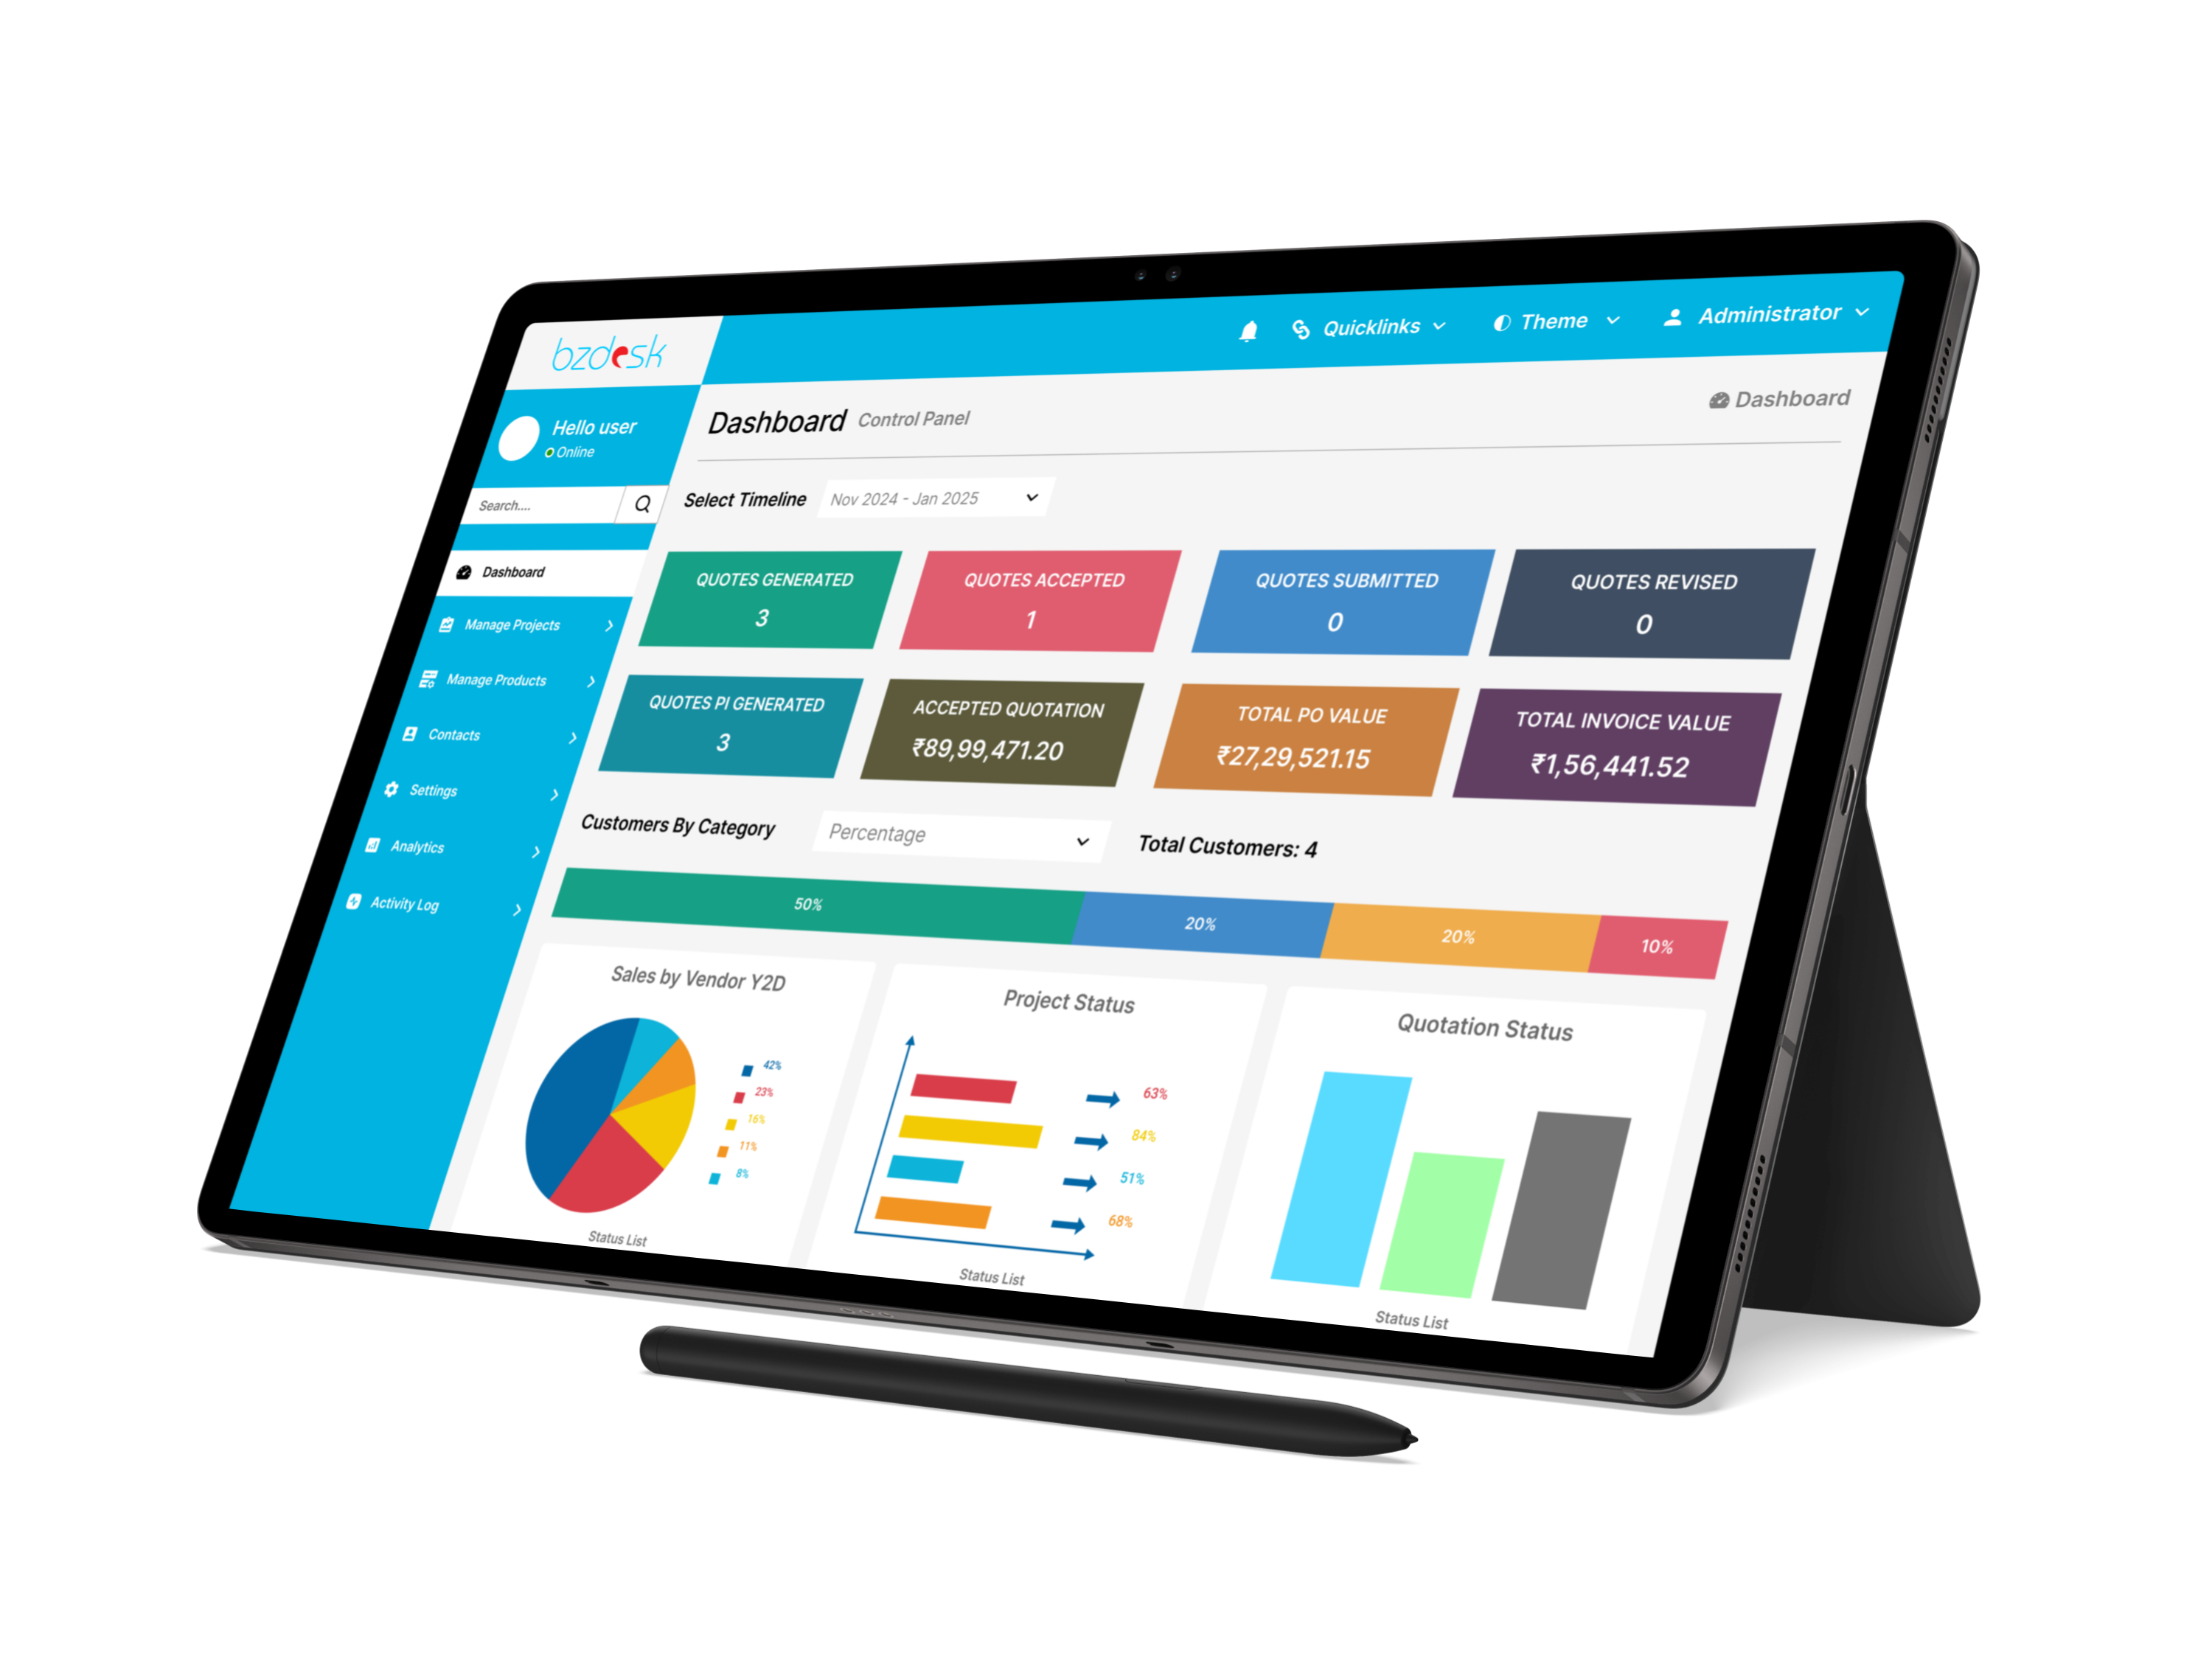 bzdesk
Quicklinks
Theme
Administrator
Hello user
Online
Search....
Dashboard
Manage Projects
Manage Products
Contacts
Settings
Analytics
Activity Log
Dashboard Control Panel
Dashboard
Select Timeline Nov 2024 - Jan 2025
QUOTES GENERATED
3
QUOTES ACCEPTED
1
QUOTES SUBMITTED
0
QUOTES REVISED
0
QUOTES PI GENERATED
3
ACCEPTED QUOTATION
₹89,99,471.20
TOTAL PO VALUE
₹27,29,521.15
TOTAL INVOICE VALUE
₹1,56,441.52
Customers By Category Percentage Total Customers: 4
50% 20% 20% 10%
Sales by Vendor Y2D
42%
23%
16%
11%
8%
Status List
Project Status
63%
84%
51%
68%
Status List
Quotation Status
Status List